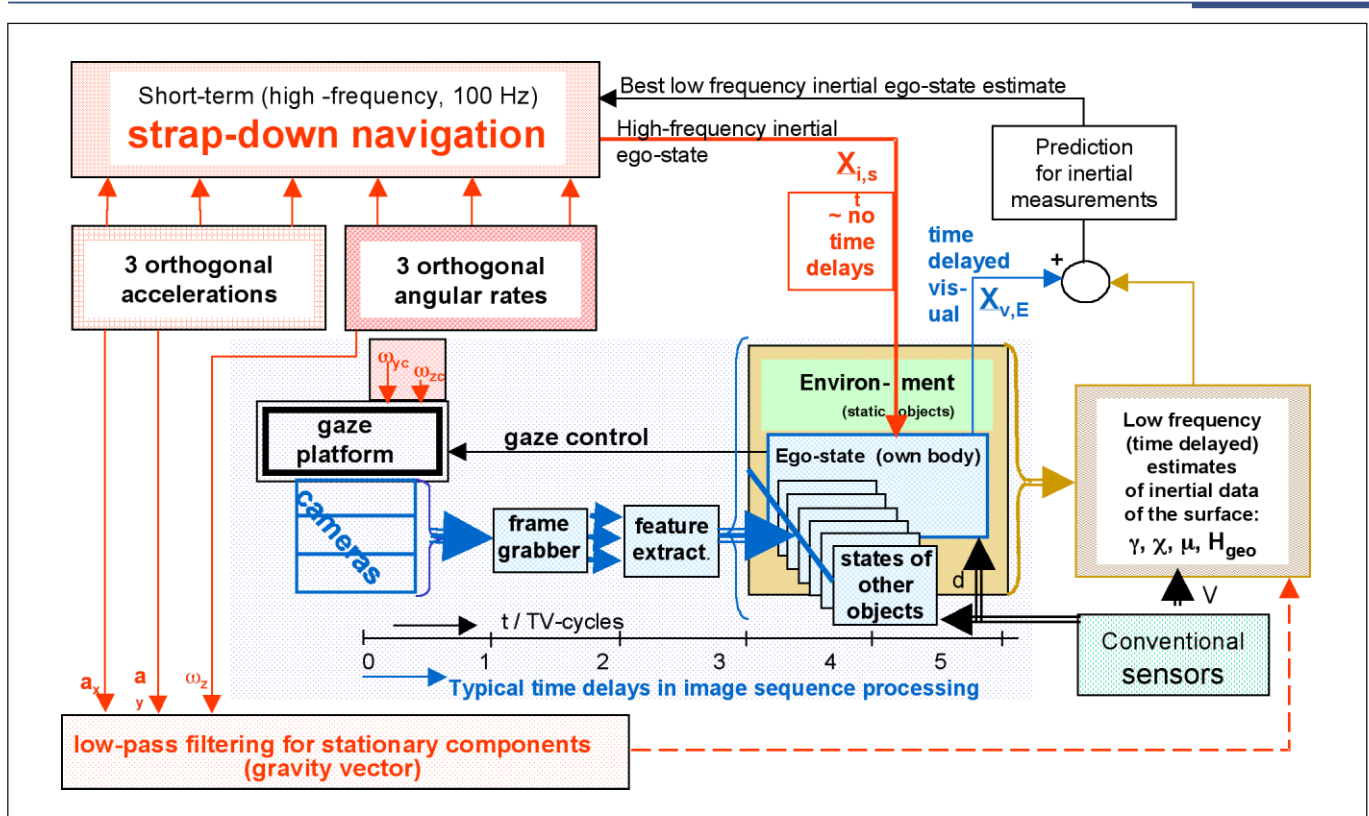 Short-term (high -frequency, 100 Hz)
strap-down navigation
Best low frequency inertial ego-state estimate
High-frequency inertial
ego-state
Prediction
for inertial
measurements
X i,s
t
~ no
time
delays
time
delayed
vis-
ual
X v,E
+
3 orthogonal
accelerations
3 orthogonal
angular rates
ωyc
ωzc
gaze
platform
gaze control
Environ- ment
(static objects)
Ego-state (own body)
Low frequency
(time delayed)
estimates
of inertial data
of the surface:
γ, χ, μ, Hgeo
cameras
frame
grabber
feature
extract.
states of
other
objects
d
V
t / TV-cycles
0 1 2 3 4 5
Typical time delays in image sequence processing
Conventional
sensors
ax
a
y
ωz
low-pass filtering for stationary components
(gravity vector)